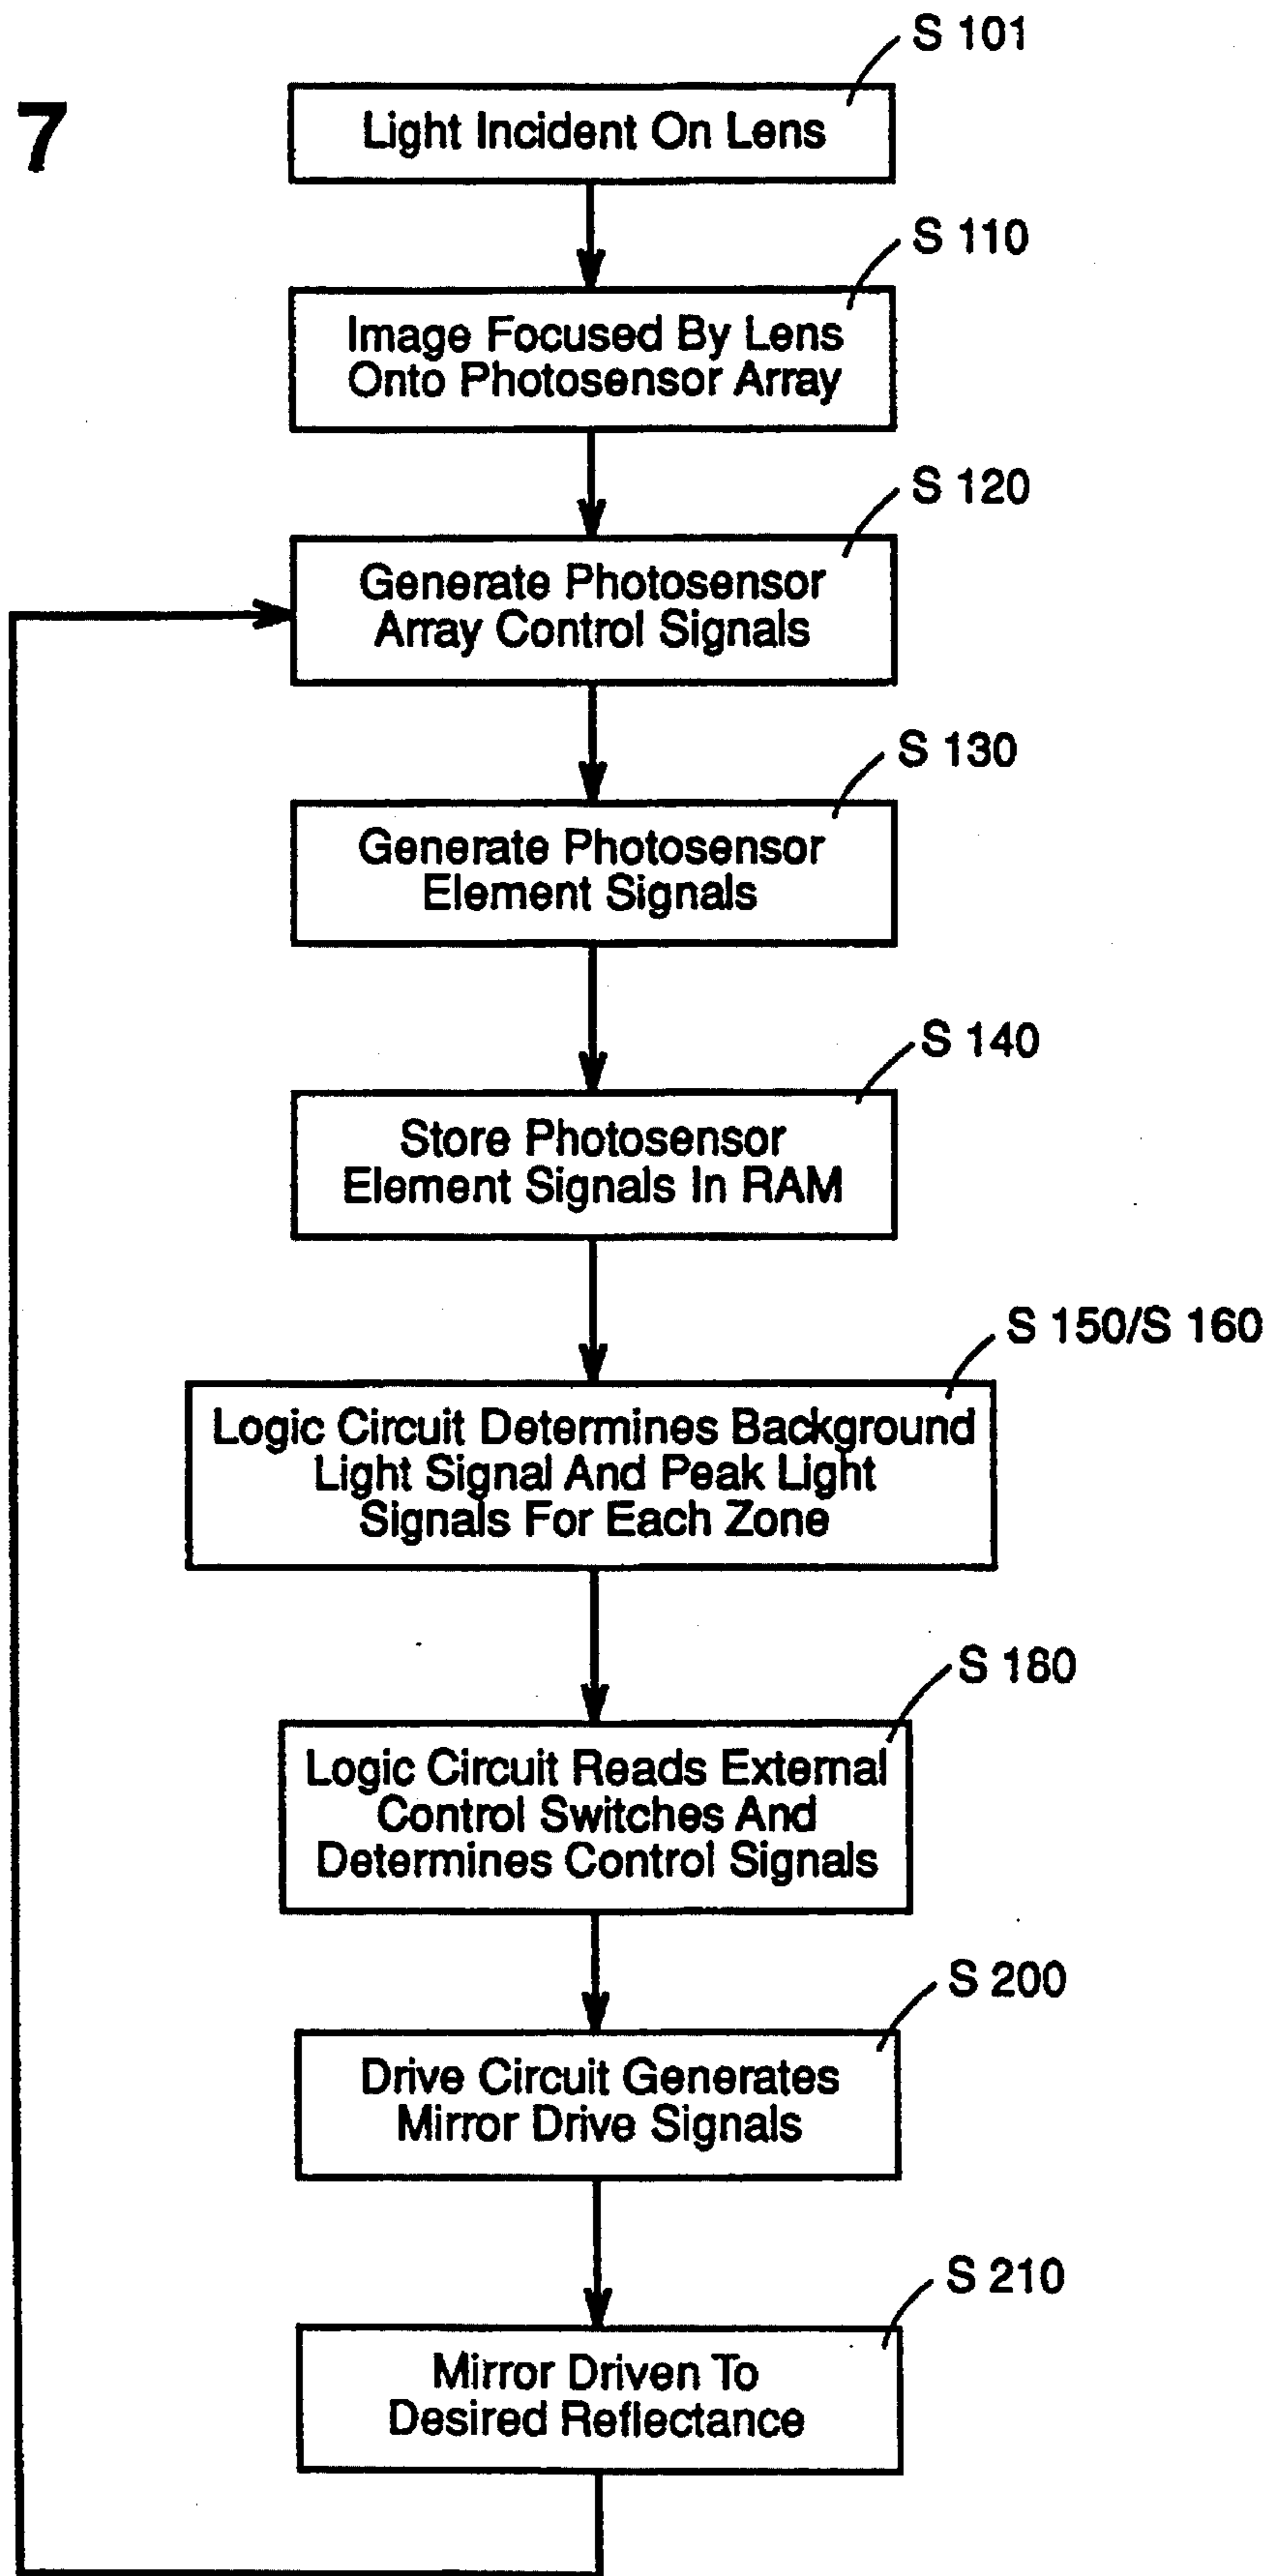 7
S 101
Light Incident On Lens
S 110
Image Focused By Lens
Onto Photosensor Array
S 120
Generate Photosensor
Array Control Signals
S 130
Generate Photosensor
Element Signals
S 140
Store Photosensor
Element Signals In RAM
S 150/S 160
Logic Circuit Determines Background
Light Signal And Peak Light
Signals For Each Zone
S 180
Logic Circuit Reads External
Control Switches And
Determines Control Signals
S 200
Drive Circuit Generates
Mirror Drive Signals
S 210
Mirror Driven To
Desired Reflectance